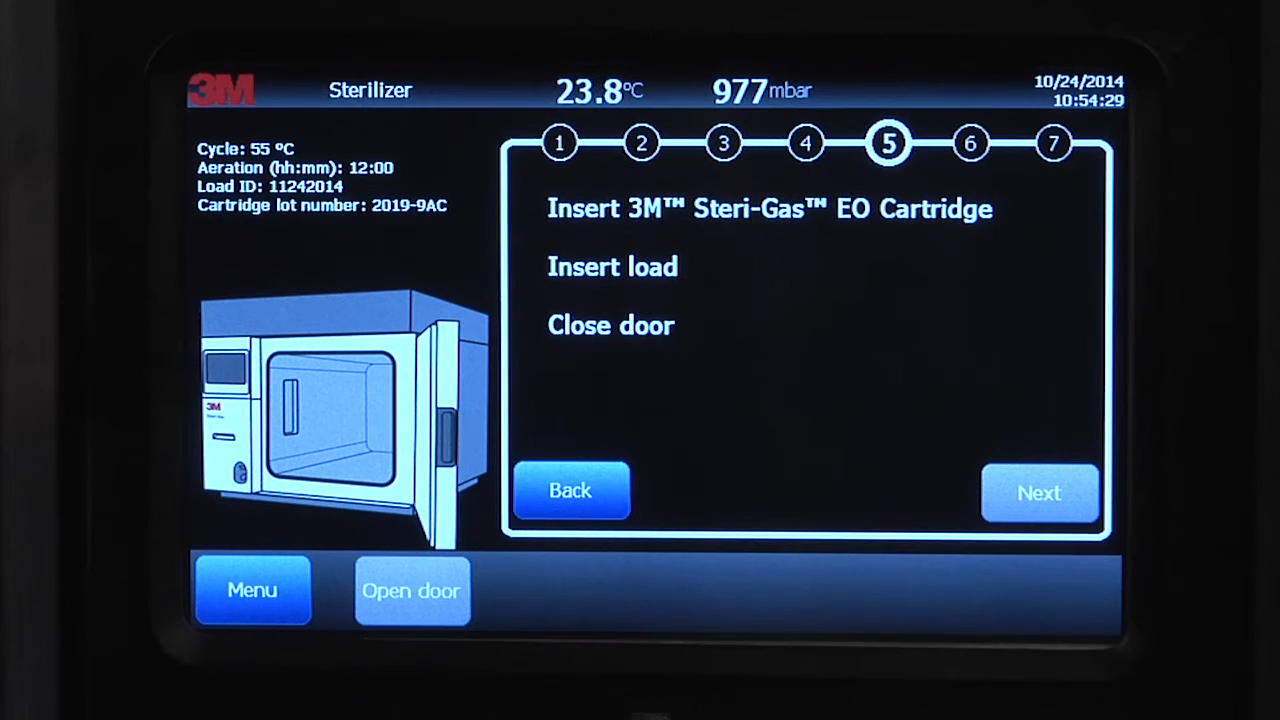 3M
Sterilizer
23.8°C
977mbar
10/24/2014
10:54:29
Cycle: 55 ºC
Aeration (hh:mm): 12:00
Load ID: 11242014
Cartridge lot number: 2019-9AC
1 2 3 4 5 6 7
Insert 3M™ Steri-Gas™ EO Cartridge
Insert load
Close door
3M
Back
Next
Menu
Open door